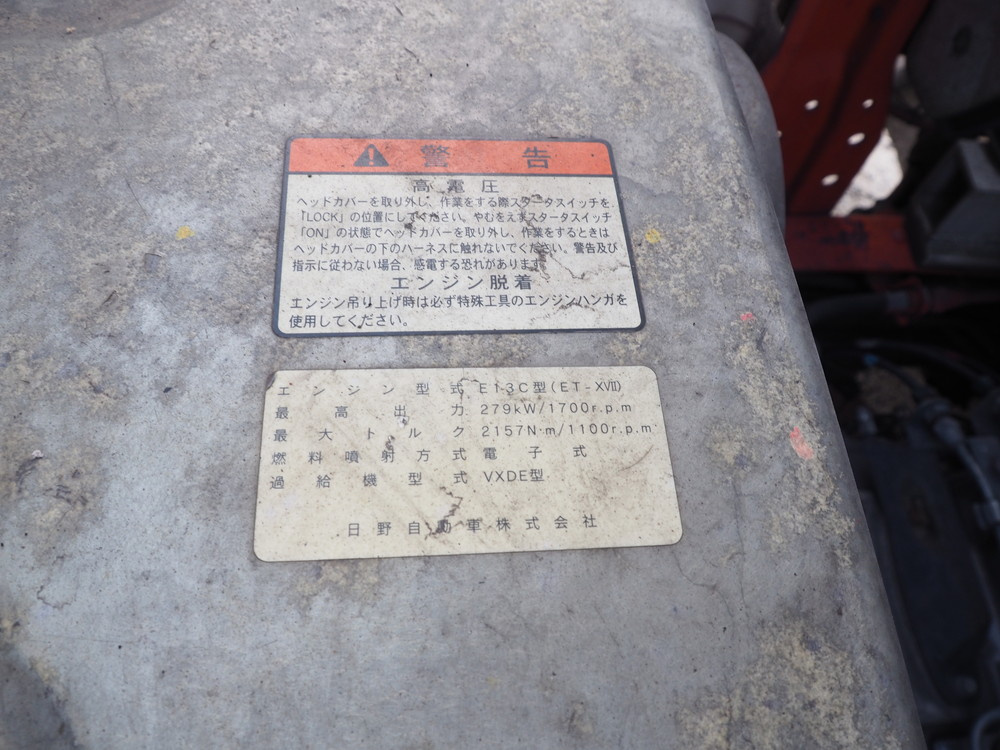 警告
高電圧
ヘッドカバーを取り外し、作業をする際スタータスイッチを
「LOCK」の位置にしてください。やむをえずスタータスイッチ
「ON」の状態でヘッドカバーを取り外し、作業をするときは
ヘッドカバーの下のハーネスに触れないでください。警告及び
指示に従わない場合、感電する恐れがあります。
エンジン脱着
エンジン吊り上げ時は必ず特殊工具のエンジンハンガを
使用してください。
エンジン型式 E13C型(ET-XVII)
最高出力 279kW/1700r.p.m
最大トルク 2157N·m/1100r.p.m
燃料噴射方式 電子式
過給機型式 VXDE型
日野自動車株式会社